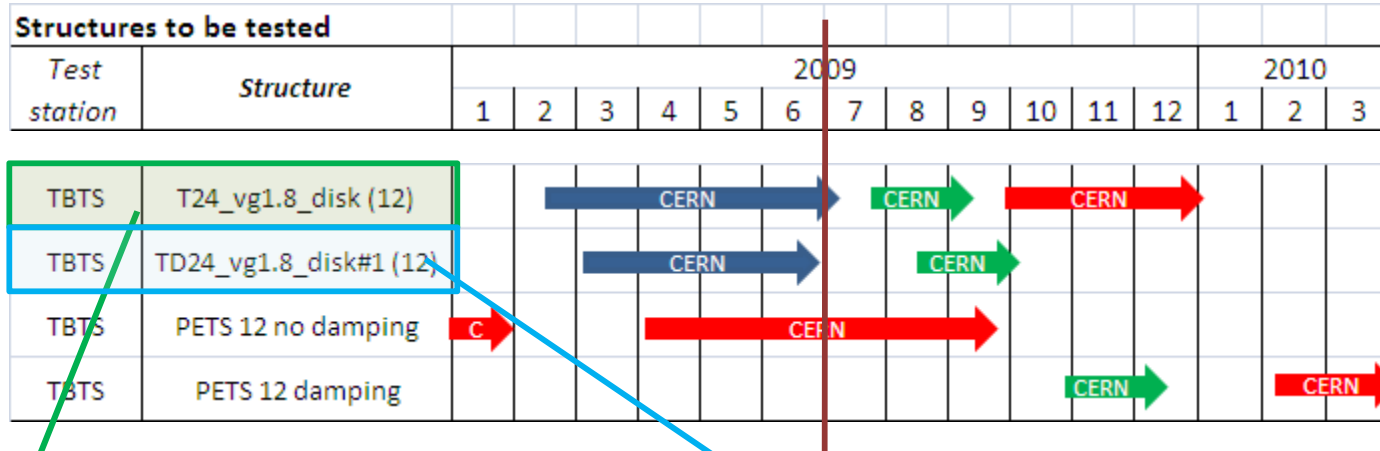 Structures to be tested
Test station Structure 2009 2010
1 2 3 4 5 6 7 8 9 10 11 12 1 2 3
TBTS T24_vg1.8_disk (12) CERN CERN CERN
TBTS TD24_vg1.8_disk#1 (12) CERN CERN
TBTS PETS 12 no damping C CERN
TBTS PETS 12 damping CERN CERN